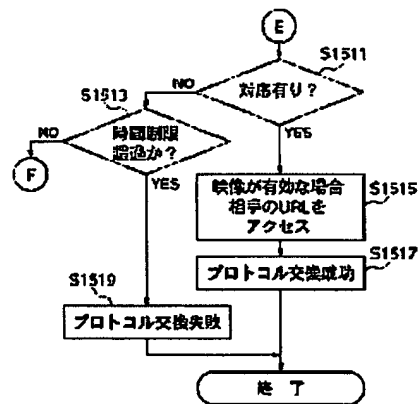 E
S1511
対応有り?
NO
YES
S1513
時間制限
超過か?
NO
YES
F
映像が有効な場合
相手のURLを
アクセス
S1515
プロトコル交換成功
S1517
S1519
プロトコル交換失敗
終了